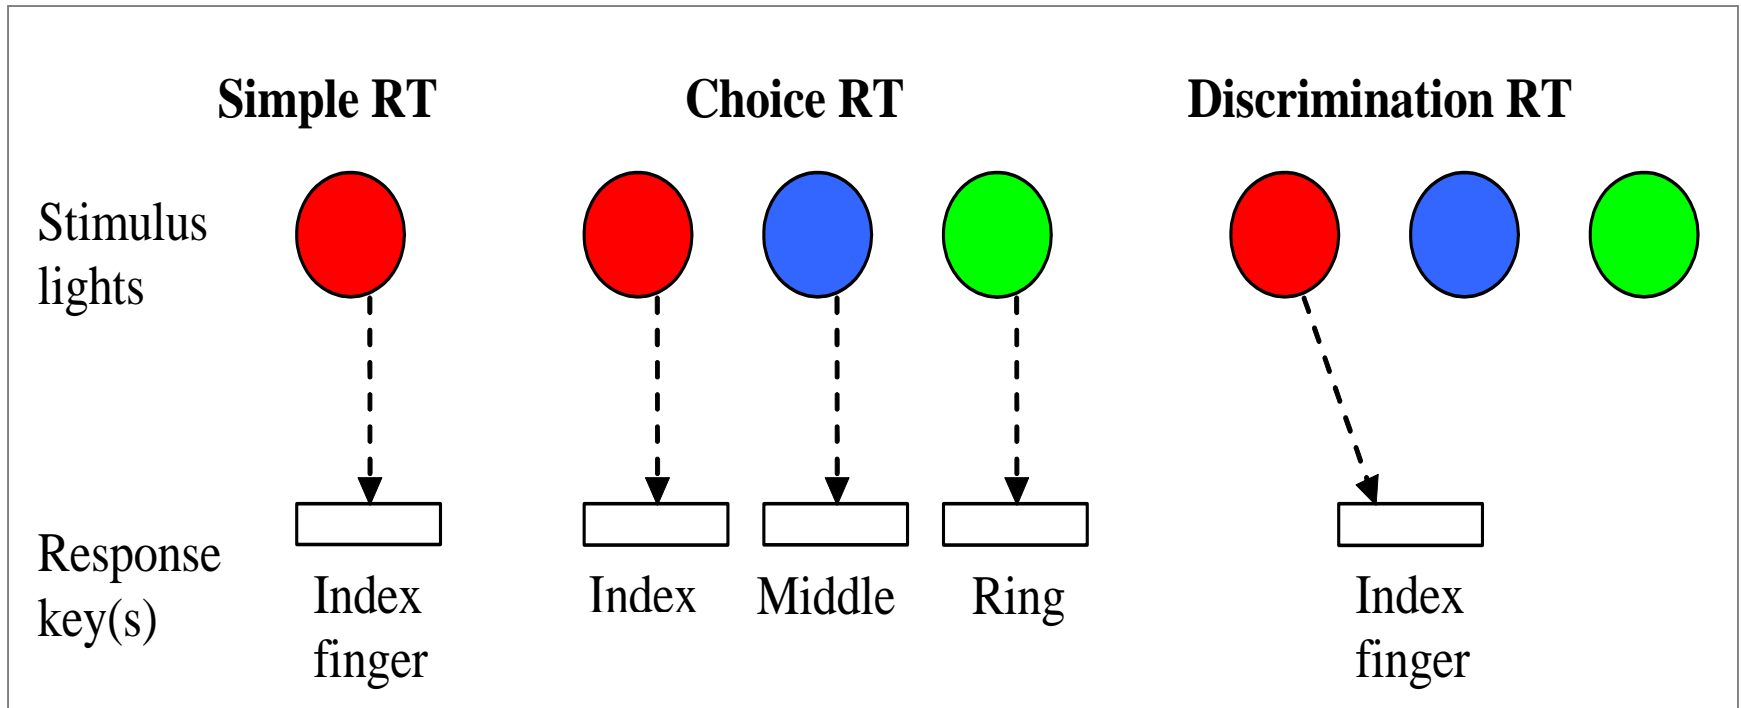 Simple RT
Choice RT
Discrimination RT
Stimulus
lights
Response
key(s)
Index
finger
Index
Middle
Ring
Index
finger